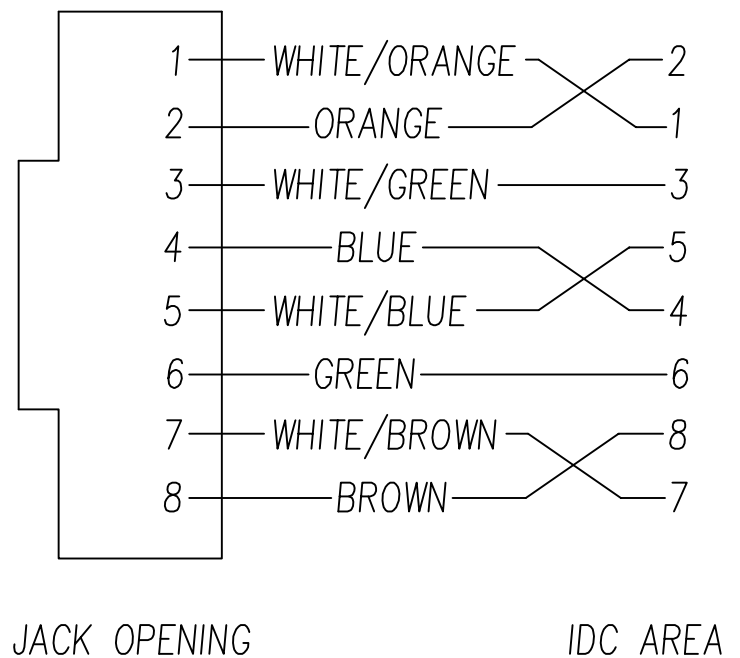 1 WHITE/ORANGE 2
2 ORANGE 1
3 WHITE/GREEN 3
4 BLUE 5
5 WHITE/BLUE 4
6 GREEN 6
7 WHITE/BROWN 8
8 BROWN 7
JACK OPENING IDC AREA